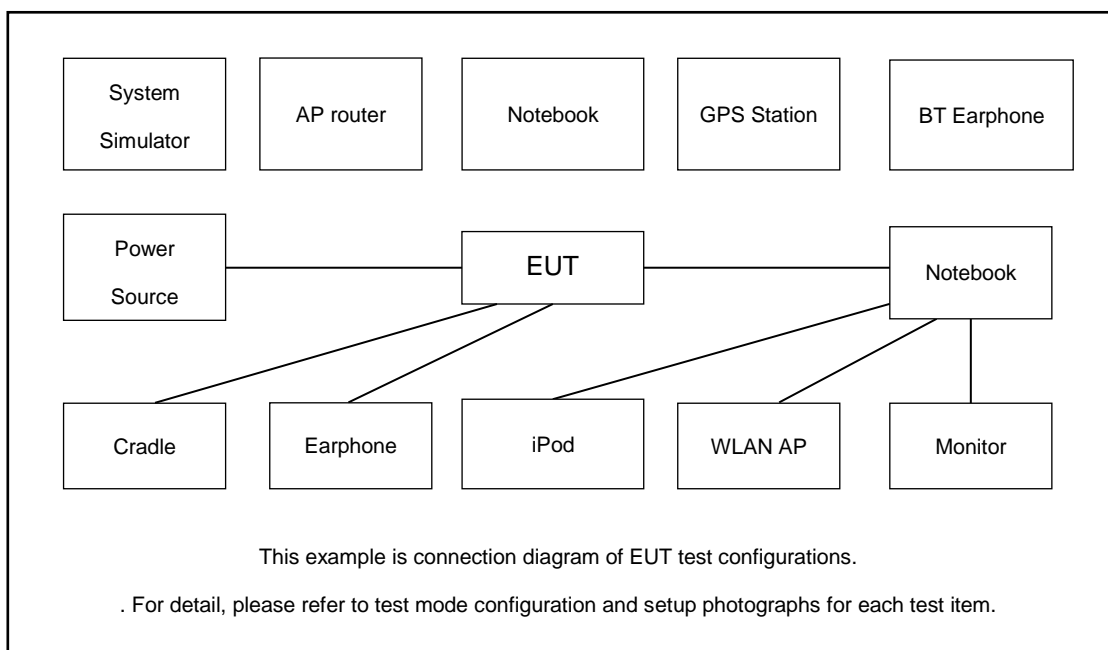 System
Simulator
AP router
Notebook
GPS Station
BT Earphone
Power
Source
EUT
Notebook
Cradle
Earphone
iPod
WLAN AP
Monitor
This example is connection diagram of EUT test configurations.
. For detail, please refer to test mode configuration and setup photographs for each test item.